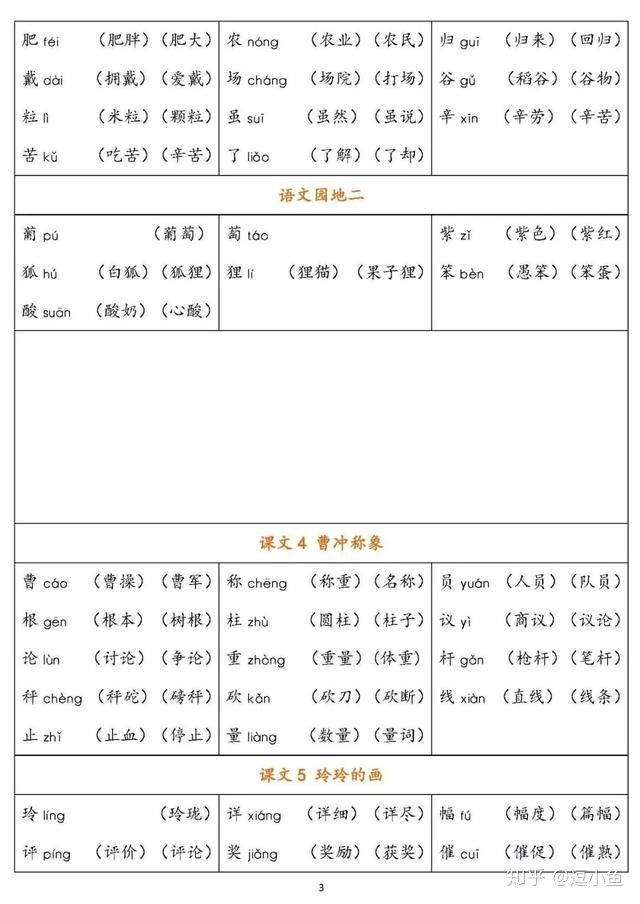 肥 féi （肥胖）（肥大） 农 nóng （农业）（农民） 归 guī （归来）（回归）
戴 dài （拥戴）（爱戴） 场 cháng （场院）（打场） 谷 gǔ （稻谷）（谷物）
粒 lì （米粒）（颗粒） 虽 suī （虽然）（虽说） 辛 xīn （辛劳）（辛苦）
苦 kǔ （吃苦）（辛苦） 了 liǎo （了解）（了却）
语文园地二
葡 pú （葡萄） 萄 táo 紫 zǐ （紫色）（紫红）
狐 hú （白狐）（狐狸） 狸 lí （狸猫）（果子狸） 笨 bèn （愚笨）（笨蛋）
酸 suān （酸奶）（心酸）
课文 4 曹冲称象
曹 cáo （曹操）（曹军） 称 chēng （称重）（名称） 员 yuán （人员）（队员）
根 gēn （根本）（树根） 柱 zhù （圆柱）（柱子） 议 yì （商议）（议论）
论 lùn （讨论）（争论） 重 zhòng （重量）（体重） 杆 gǎn （枪杆）（笔杆）
秤 chèng （秤砣）（磅秤） 砍 kǎn （砍刀）（砍断） 线 xiàn （直线）（线条）
止 zhǐ （止血）（停止） 量 liàng （数量）（量词）
课文 5 玲玲的画
玲 líng （玲珑） 详 xiáng （详细）（详尽） 幅 fú （幅度）（篇幅）
评 píng （评价）（评论） 奖 jiǎng （奖励）（获奖） 催 cuī （催促）（催熟）
3
知乎 @逗小鱼